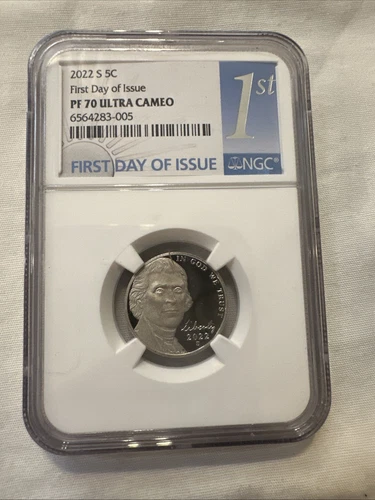 2022 S 5C
First Day of Issue
PF 70 ULTRA CAMEO
6564283-005
1st
FIRST DAY OF ISSUE
NGC®
IN GOD WE TRUST
Liberty
2022
S